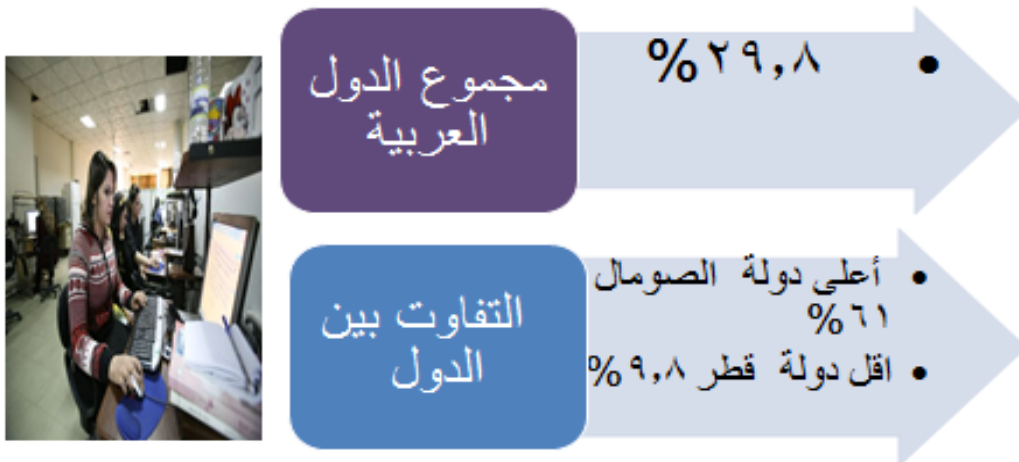 مجموع الدول
العربية
• ٢٩,٨%
التفاوت بين
الدول
• أعلى دولة الصومال
٦١%
• اقل دولة قطر ٩,٨%